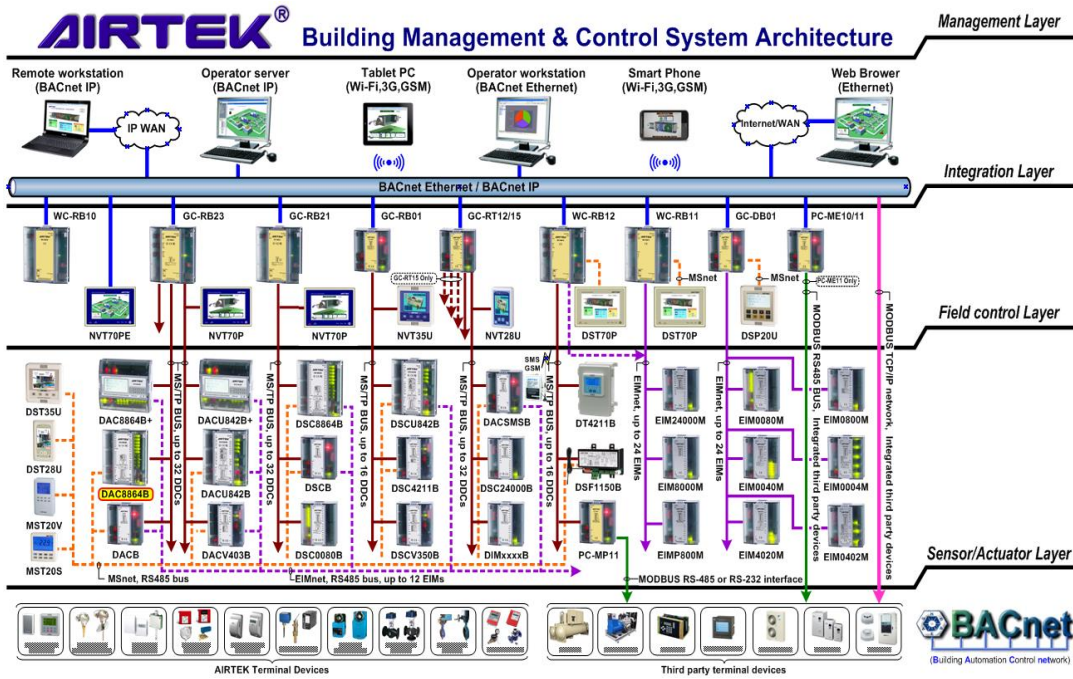 AIRTEK® Building Management & Control System Architecture
Management Layer
Remote workstation
(BACnet IP)
Operator server
(BACnet IP)
Tablet PC
(Wi-Fi,3G,GSM)
Operator workstation
(BACnet Ethernet)
Smart Phone
(Wi-Fi,3G,GSM)
Web Brower
(Ethernet)
IP WAN
Internet/WAN
Integration Layer
BACnet Ethernet / BACnet IP
WC-RB10
GC-RB23
GC-RB21
GC-RB01
GC-RT12/15
WC-RB12
WC-RB11
GC-DB01
PC-ME10/11
GC-RT15 Only
MSnet
MSnet
PC-ME11 Only
NVT70PE
NVT70P
NVT70P
NVT35U
NVT28U
DST70P
DST70P
DSP20U
Field control Layer
MS/TP BUS, up to 32 DDCs
MS/TP BUS, up to 32 DDCs
MS/TP BUS, up to 16 DDCs
MS/TP BUS, up to 32 DDCs
MS/TP BUS, up to 16 DDCs
EIMnet, up to 24 EIMs
EIMnet, up to 24 EIMs
MODBUS RS485 BUS, Integrated third party devices
MODBUS TCP/IP network, Integrated third party devices
SMS
GSM
DST35U
DAC8864B+
DACU842B+
DSC8864B
DSCU842B
DACSMSB
DT4211B
EIM24000M
EIM0080M
EIM0800M
DST28U
DAC8864B
DACU842B
DSCB
DSC4211B
DSC24000B
DSF1150B
EIM8000M
EIM0040M
EIM0004M
MST20V
MST20S
DACB
DACV403B
DSC0080B
DSCV350B
DIMxxxxB
PC-MP11
EIMP800M
EIM4020M
EIM0402M
Sensor/Actuator Layer
MSnet, RS485 bus
EIMnet, RS485 bus, up to 12 EIMs
MODBUS RS-485 or RS-232 interface
AIRTEK Terminal Devices
Third party terminal devices
BACnet
(Building Automation Control network)